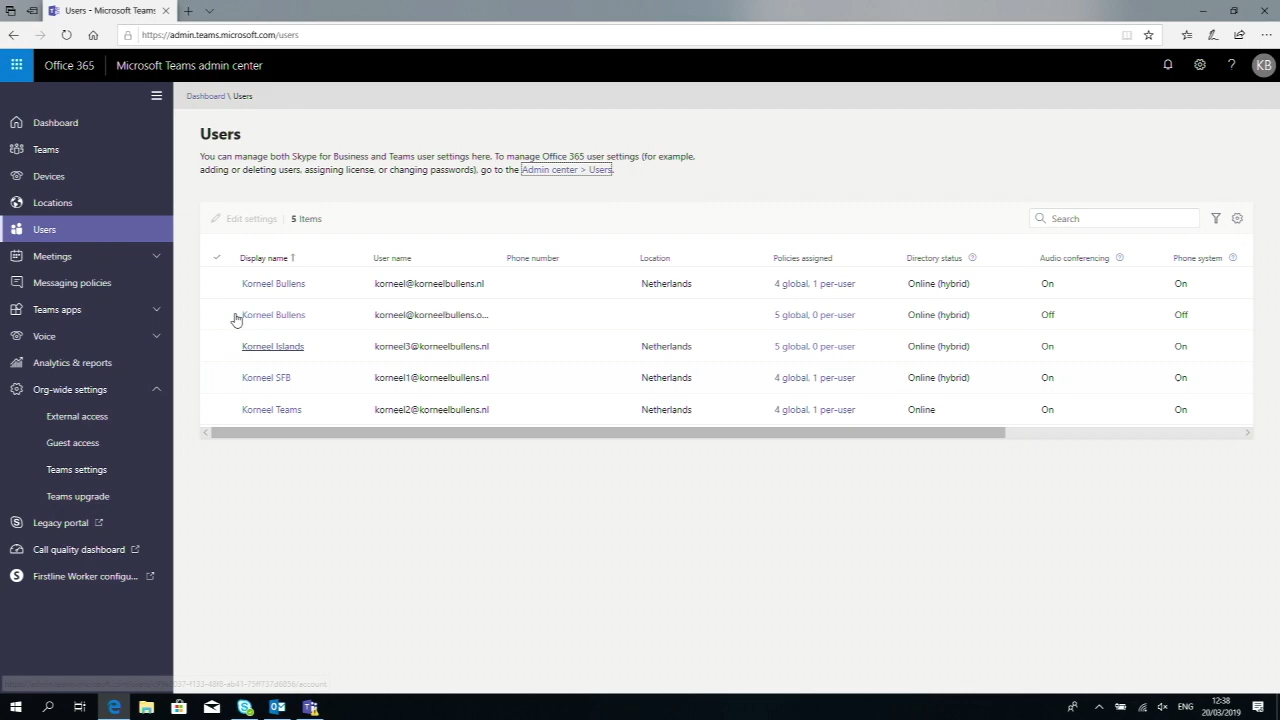 Users - Microsoft Teams
https://admin.teams.microsoft.com/users
Office 365
Microsoft Teams admin center
KB
Dashboard \ Users
Dashboard
Teams
Devices
Locations
Users
Meetings
Messaging policies
Teams apps
Voice
Analytics & reports
Org-wide settings
External access
Guest access
Teams settings
Teams upgrade
Legacy portal
Call quality dashboard
Firstline Worker configu...
Users
You can manage both Skype for Business and Teams user settings here. To manage Office 365 user settings (for example,
adding or deleting users, assigning license, or changing passwords), go to the Admin center > Users.
Edit settings | 5 Items
Search
Display name ↑ User name Phone number Location Policies assigned Directory status Audio conferencing Phone system
Korneel Bullens korneel@korneelbullens.nl Netherlands 4 global, 1 per-user Online (hybrid) On On
Korneel Bullens korneel@korneelbullens.o... 5 global, 0 per-user Online (hybrid) Off Off
Korneel Islands korneel3@korneelbullens.nl Netherlands 5 global, 0 per-user Online (hybrid) On On
Korneel SFB korneel1@korneelbullens.nl Netherlands 4 global, 1 per-user Online (hybrid) On On
Korneel Teams korneel2@korneelbullens.nl Netherlands 4 global, 1 per-user Online On On
ENG
12:38
20/03/2019